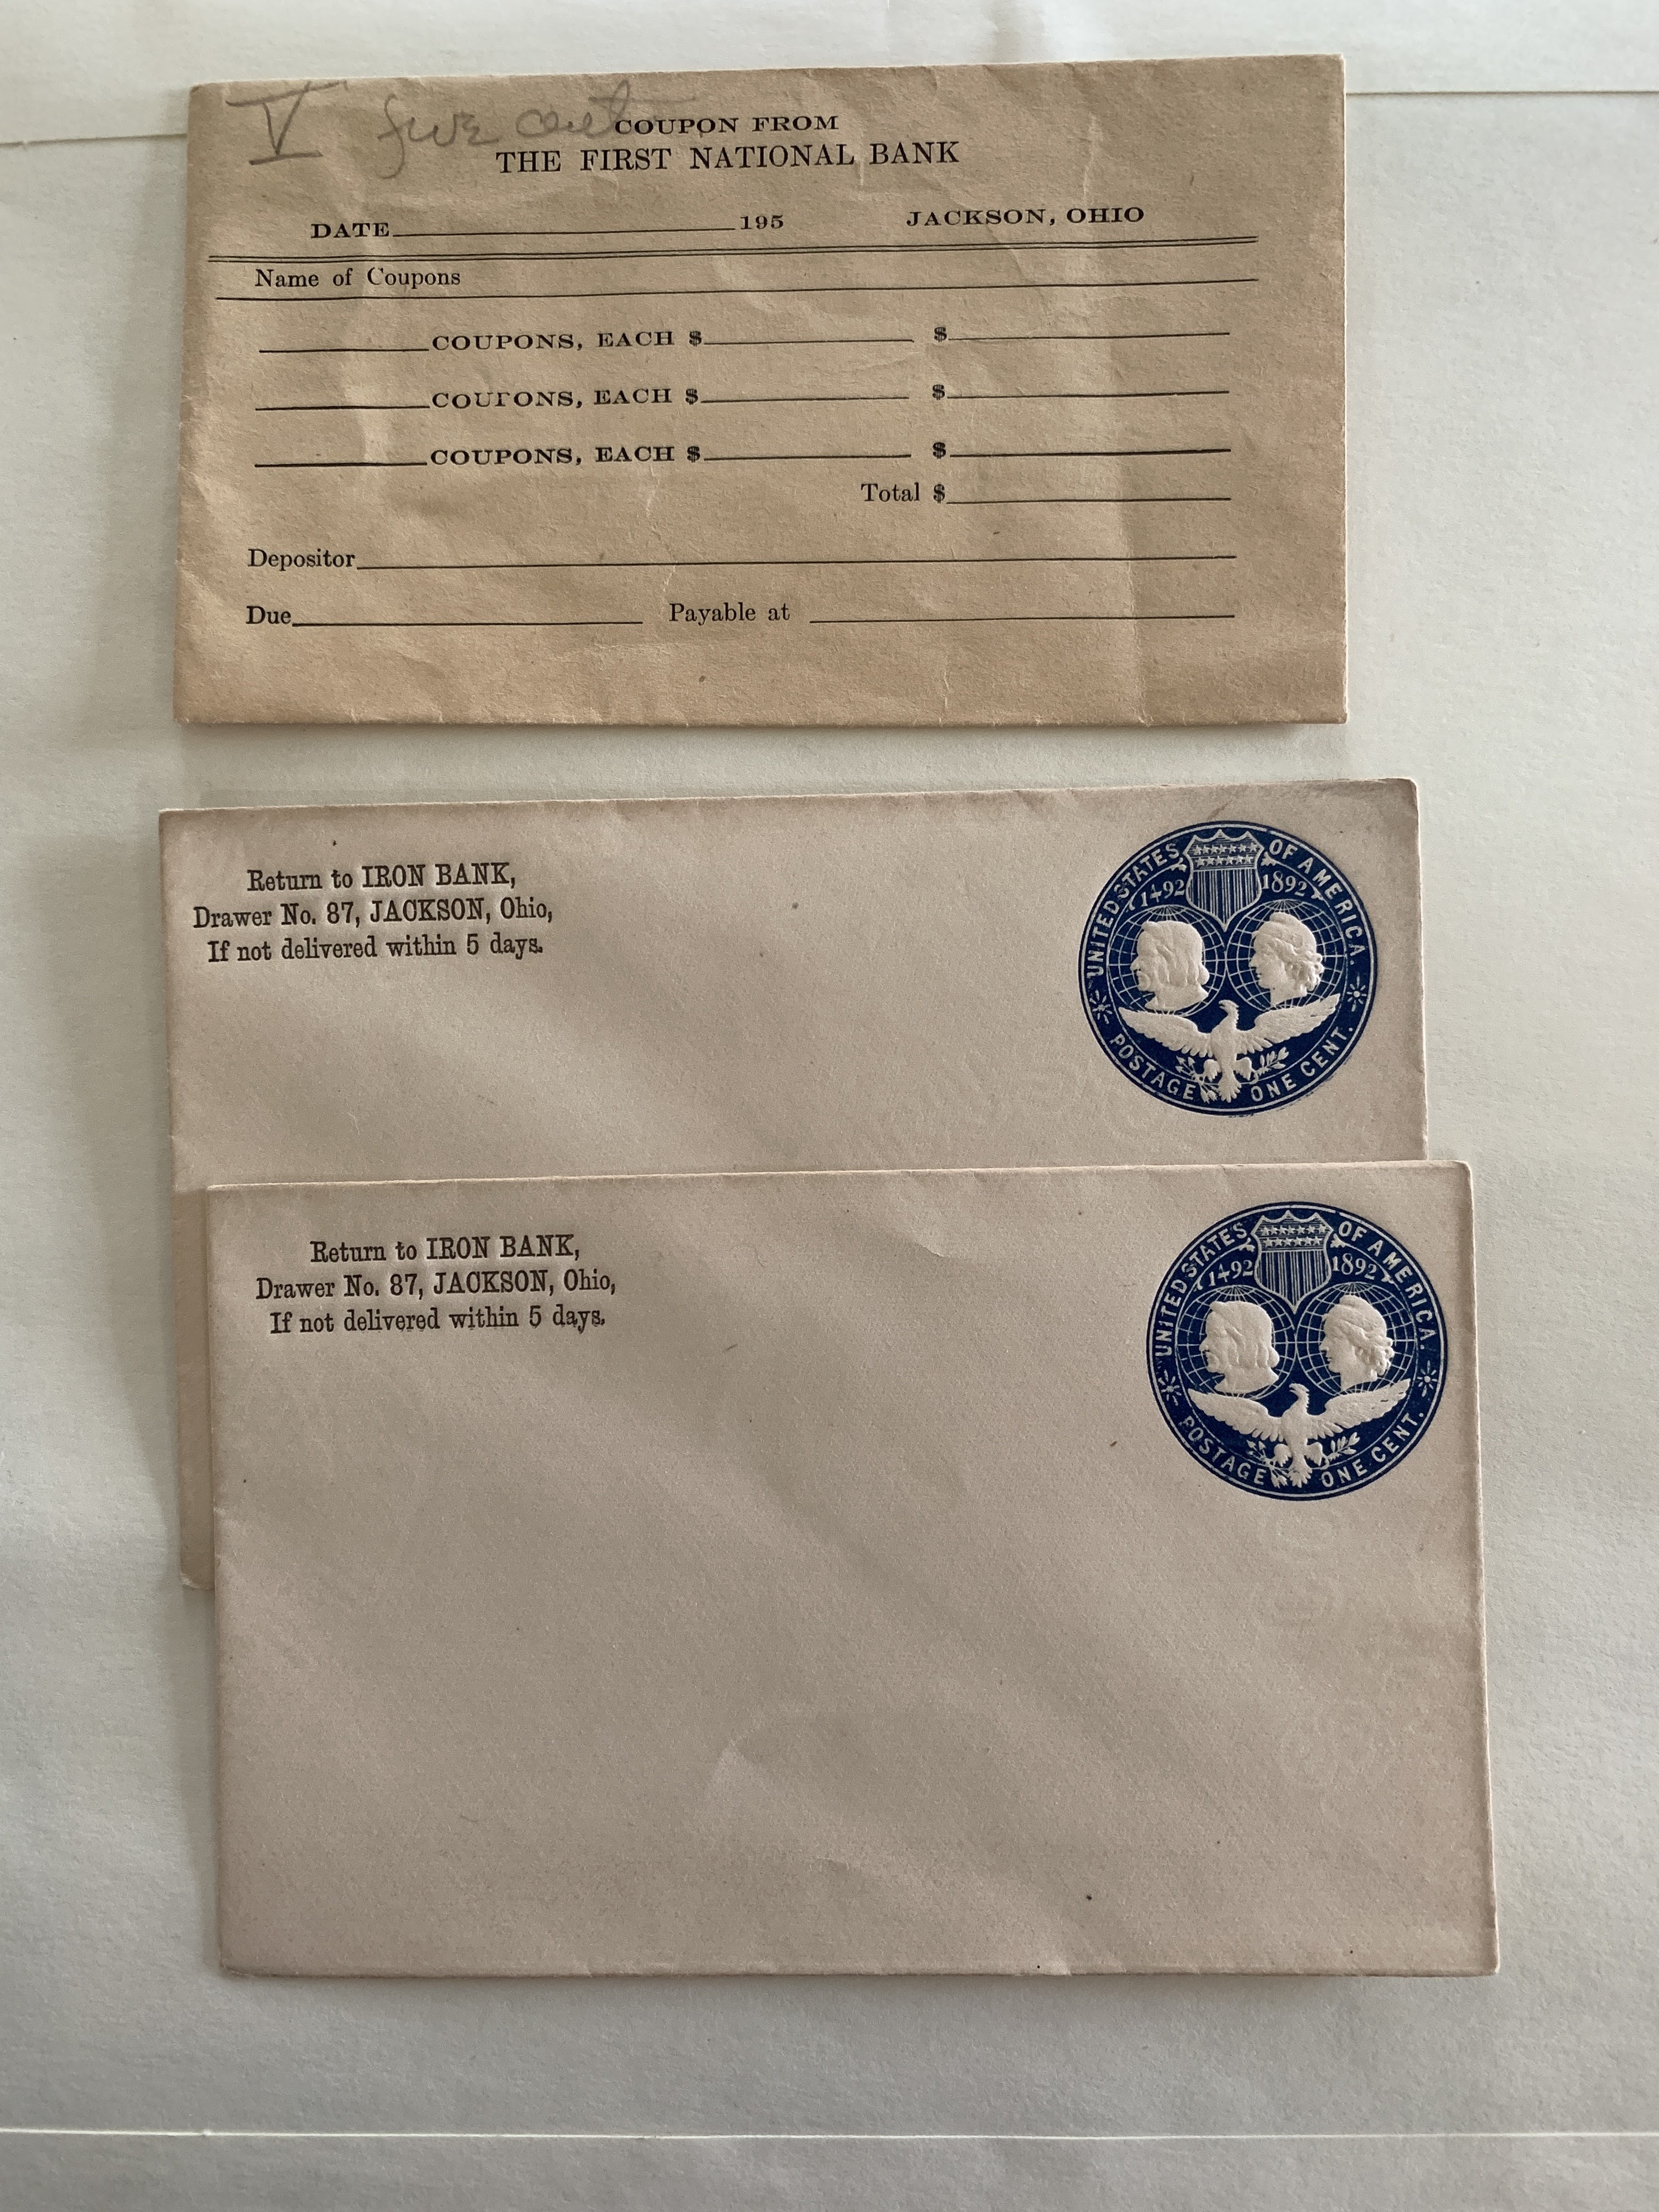 V five cent
COUPON FROM
THE FIRST NATIONAL BANK
DATE 195 JACKSON, OHIO
Name of Coupons
COUPONS, EACH $ $
COUPONS, EACH $ $
COUPONS, EACH $ $
Total $
Depositor
Due Payable at
Return to IRON BANK,
Drawer No. 87, JACKSON, Ohio,
If not delivered within 5 days.
UNITED STATES OF AMERICA.
1492 1892
POSTAGE ONE CENT.
Return to IRON BANK,
Drawer No. 87, JACKSON, Ohio,
If not delivered within 5 days.
UNITED STATES OF AMERICA.
1492 1892
POSTAGE ONE CENT.